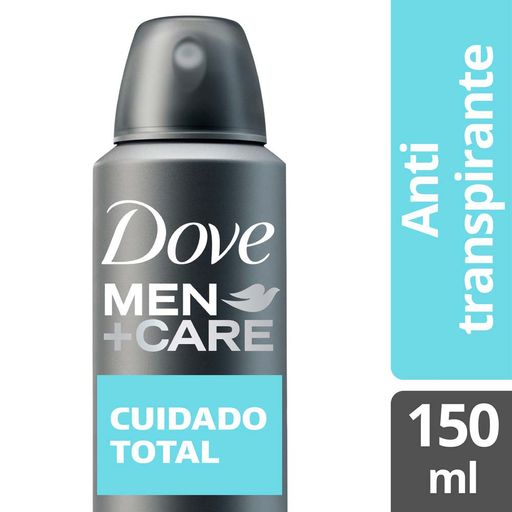 Dove
MEN
+CARE
CUIDADO
TOTAL
Anti
transpirante
150
ml